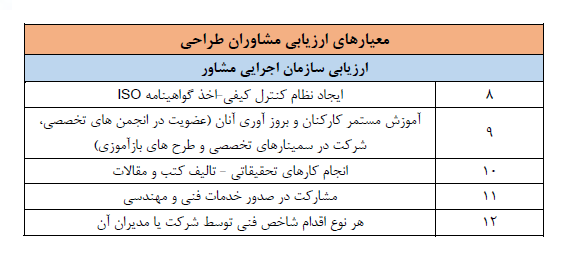 معیارهای ارزیابی مشاوران طراحی
ارزیابی سازمان اجرایی مشاور
۸ ایجاد نظام کنترل کیفی-اخذ گواهینامه ISO
۹ آموزش مستمر کارکنان و بروز آوری آنان (عضویت در انجمن های تخصصی،
شرکت در سمینارهای تخصصی و طرح های بازآموزی)
۱۰ انجام کارهای تحقیقاتی – تالیف کتب و مقالات
۱۱ مشارکت در صدور خدمات فنی و مهندسی
۱۲ هر نوع اقدام شاخص فنی توسط شرکت یا مدیران آن